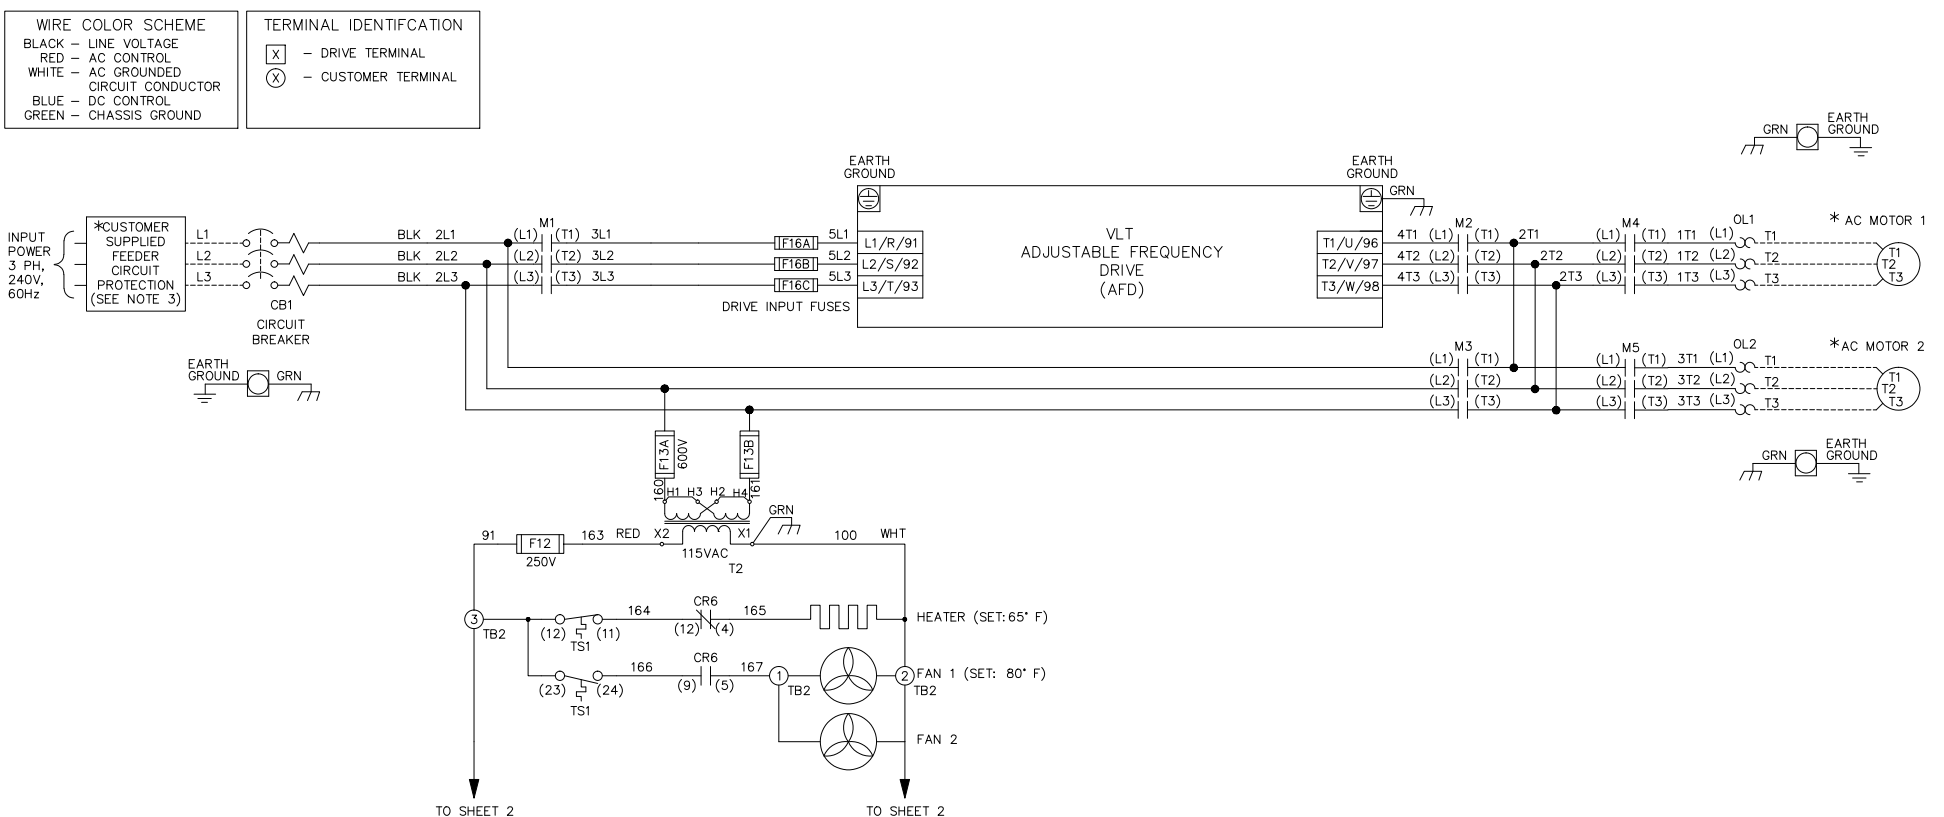 WIRE COLOR SCHEME
BLACK – LINE VOLTAGE
RED – AC CONTROL
WHITE – AC GROUNDED
CIRCUIT CONDUCTOR
BLUE – DC CONTROL
GREEN – CHASSIS GROUND
TERMINAL IDENTIFCATION
X – DRIVE TERMINAL
X – CUSTOMER TERMINAL
GRN
EARTH
GROUND
EARTH
GROUND
EARTH
GROUND
GRN
INPUT
POWER
3 PH,
240V,
60Hz
*CUSTOMER
SUPPLIED
FEEDER
CIRCUIT
PROTECTION
(SEE NOTE 3)
L1
L2
L3
CB1
CIRCUIT
BREAKER
BLK 2L1
BLK 2L2
BLK 2L3
M1
(L1) (T1) 3L1
(L2) (T2) 3L2
(L3) (T3) 3L3
F16A 5L1
F16B 5L2
F16C 5L3
DRIVE INPUT FUSES
L1/R/91
L2/S/92
L3/T/93
VLT
ADJUSTABLE FREQUENCY
DRIVE
(AFD)
T1/U/96
T2/V/97
T3/W/98
M2
4T1 (L1) (T1) 2T1
4T2 (L2) (T2) 2T2
4T3 (L3) (T3) 2T3
M4
(L1) (T1) 1T1 (L1)
(L2) (T2) 1T2 (L2)
(L3) (T3) 1T3 (L3)
OL1
T1
T2
T3
* AC MOTOR 1
T1
T2
T3
EARTH
GROUND
GRN
M3
(L1) (T1)
(L2) (T2)
(L3) (T3)
M5
(L1) (T1) 3T1 (L1)
(L2) (T2) 3T2 (L2)
(L3) (T3) 3T3 (L3)
OL2
T1
T2
T3
* AC MOTOR 2
T1
T2
T3
GRN
EARTH
GROUND
F13A
600V
F13B
160
H1 H3 H2 H4
161
GRN
91
F12
250V
163 RED X2
X1
115VAC
T2
100 WHT
3
TB2
(12) (11)
TS1
164
CR6
(12) (4)
165
HEATER (SET:65° F)
(23) (24)
TS1
166
CR6
(9) (5)
167
1
TB2
2
TB2
FAN 1 (SET: 80° F)
FAN 2
TO SHEET 2
TO SHEET 2